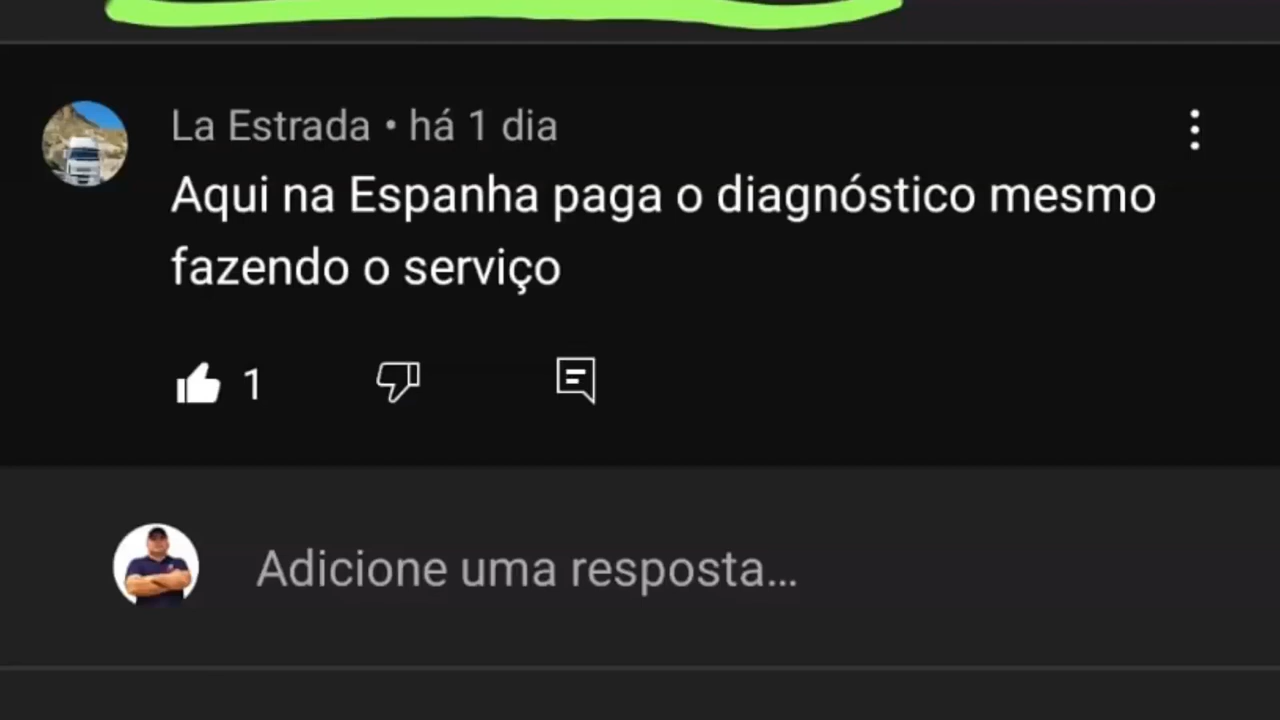 La Estrada • há 1 dia
Aqui na Espanha paga o diagnóstico mesmo
fazendo o serviço
1
Adicione uma resposta...